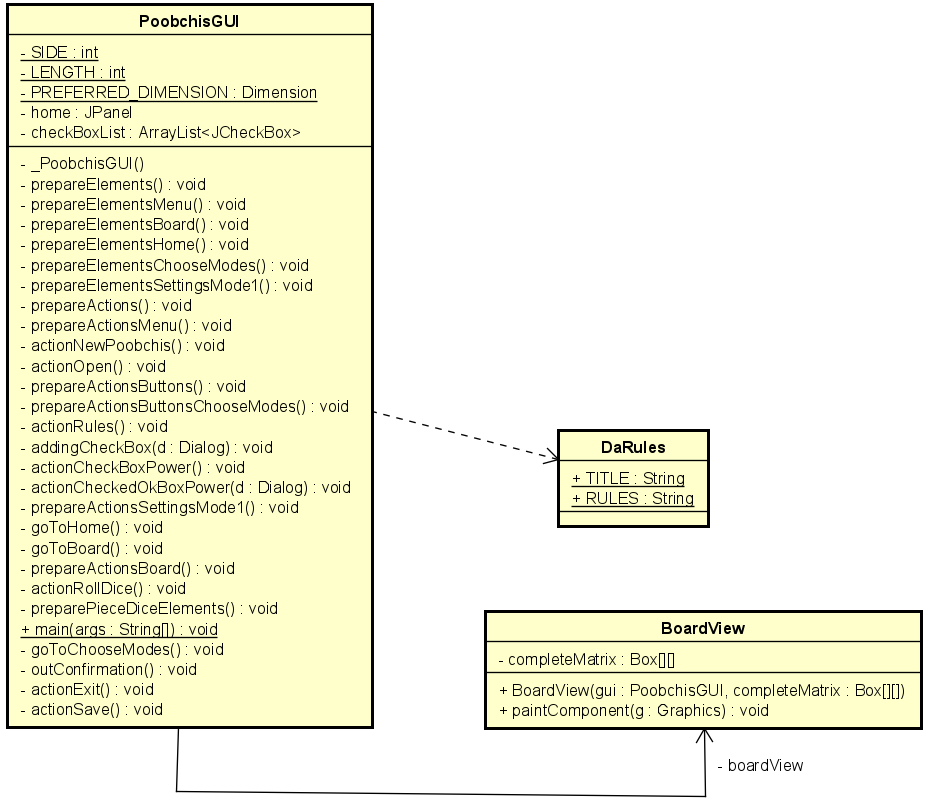 PoobchisGUI
- SIDE : int
- LENGTH : int
- PREFERRED_DIMENSION : Dimension
- home : JPanel
- checkBoxList : ArrayList<JCheckBox>
- _PoobchisGUI()
- prepareElements() : void
- prepareElementsMenu() : void
- prepareElementsBoard() : void
- prepareElementsHome() : void
- prepareElementsChooseModes() : void
- prepareElementsSettingsMode1() : void
- prepareActions() : void
- prepareActionsMenu() : void
- actionNewPoobchis() : void
- actionOpen() : void
- prepareActionsButtons() : void
- prepareActionsButtonsChooseModes() : void
- actionRules() : void
- addingCheckBox(d : Dialog) : void
- actionCheckBoxPower() : void
- actionCheckedOkBoxPower(d : Dialog) : void
- prepareActionsSettingsMode1() : void
- goToHome() : void
- goToBoard() : void
- prepareActionsBoard() : void
- actionRollDice() : void
- preparePieceDiceElements() : void
+ main(args : String[]) : void
- goToChooseModes() : void
- outConfirmation() : void
- actionExit() : void
- actionSave() : void
DaRules
+ TITLE : String
+ RULES : String
BoardView
- completeMatrix : Box[][]
+ BoardView(gui : PoobchisGUI, completeMatrix : Box[][])
+ paintComponent(g : Graphics) : void
- boardView